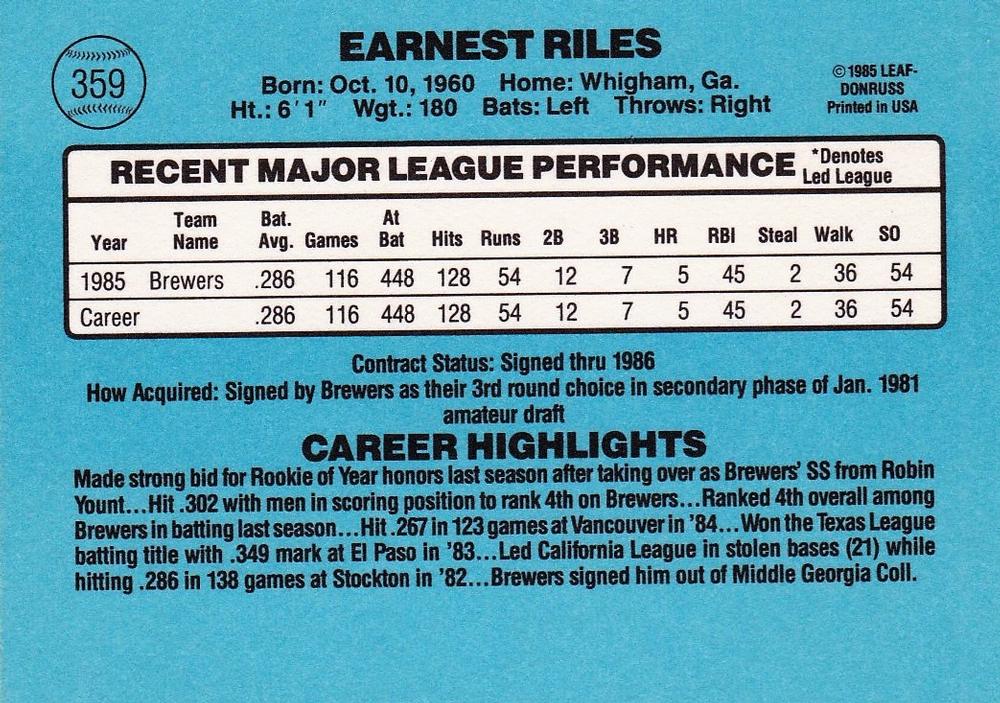 EARNEST RILES
359
Born: Oct. 10, 1960 Home: Whigham, Ga.
Ht.: 6'1" Wgt.: 180 Bats: Left Throws: Right
©1985 LEAF-
DONRUSS
Printed in USA
RECENT MAJOR LEAGUE PERFORMANCE *Denotes
Led League
Year Team Name Bat. Avg. Games At Bat Hits Runs 2B 3B HR RBI Steal Walk SO
1985 Brewers .286 116 448 128 54 12 7 5 45 2 36 54
Career .286 116 448 128 54 12 7 5 45 2 36 54
Contract Status: Signed thru 1986
How Acquired: Signed by Brewers as their 3rd round choice in secondary phase of Jan. 1981
amateur draft
CAREER HIGHLIGHTS
Made strong bid for Rookie of Year honors last season after taking over as Brewers' SS from Robin
Yount...Hit .302 with men in scoring position to rank 4th on Brewers...Ranked 4th overall among
Brewers in batting last season...Hit .267 in 123 games at Vancouver in '84...Won the Texas League
batting title with .349 mark at El Paso in '83...Led California League in stolen bases (21) while
hitting .286 in 138 games at Stockton in '82...Brewers signed him out of Middle Georgia Coll.